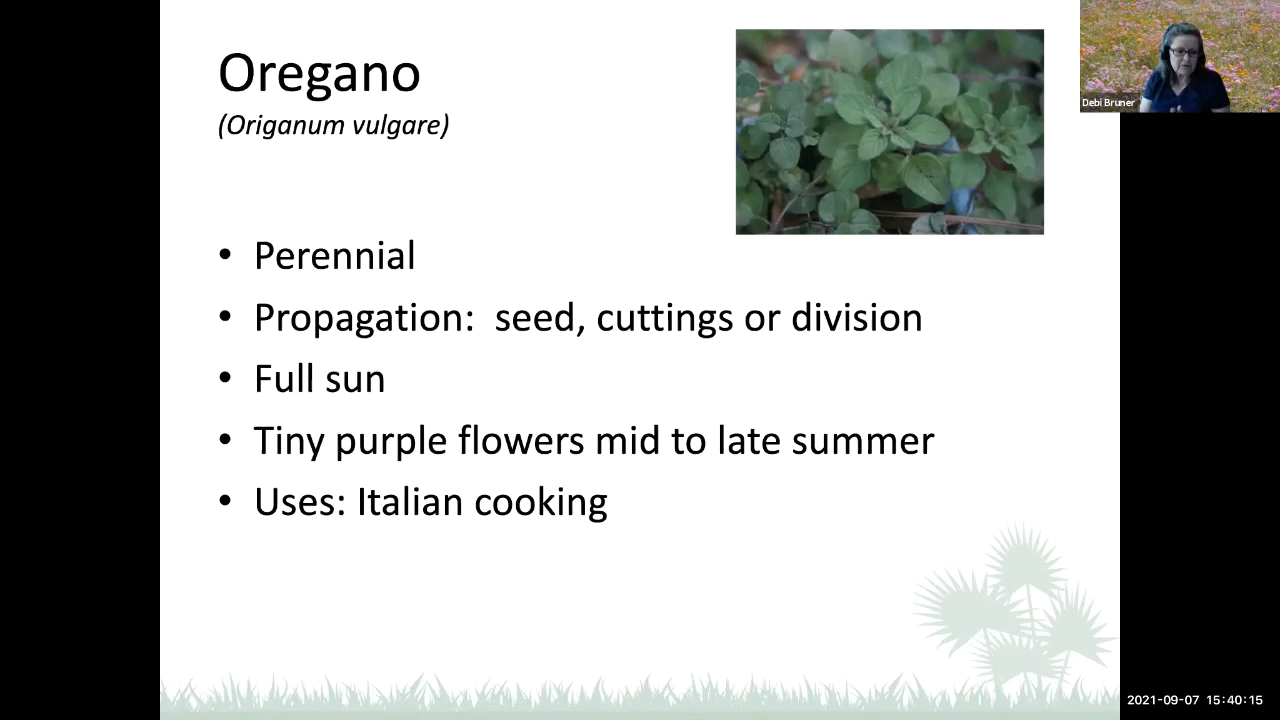 Oregano
(Origanum vulgare)
• Perennial
• Propagation:  seed, cuttings or division
• Full sun
• Tiny purple flowers mid to late summer
• Uses: Italian cooking
Debi Bruner
2021-09-07 15:40:15